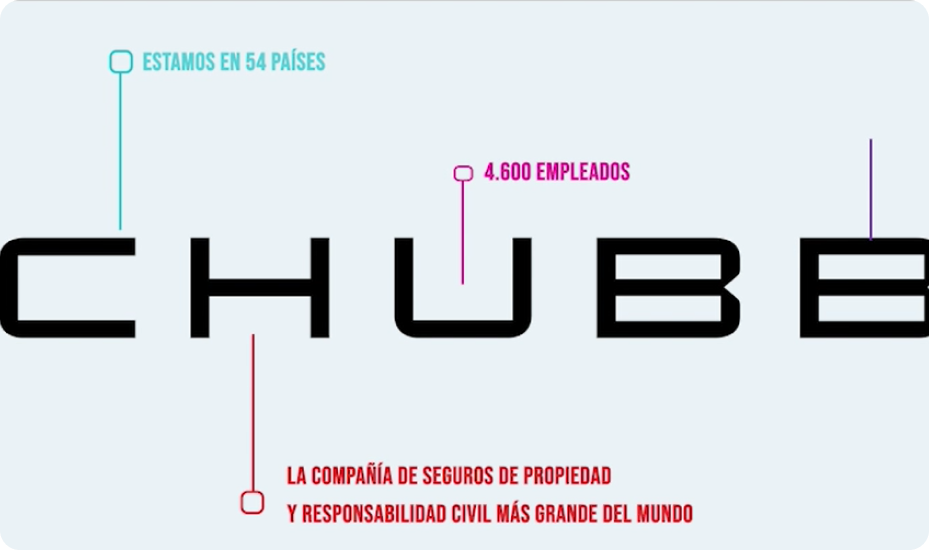 ESTAMOS EN 54 PAÍSES
4.600 EMPLEADOS
CHUBB
LA COMPAÑÍA DE SEGUROS DE PROPIEDAD
Y RESPONSABILIDAD CIVIL MÁS GRANDE DEL MUNDO